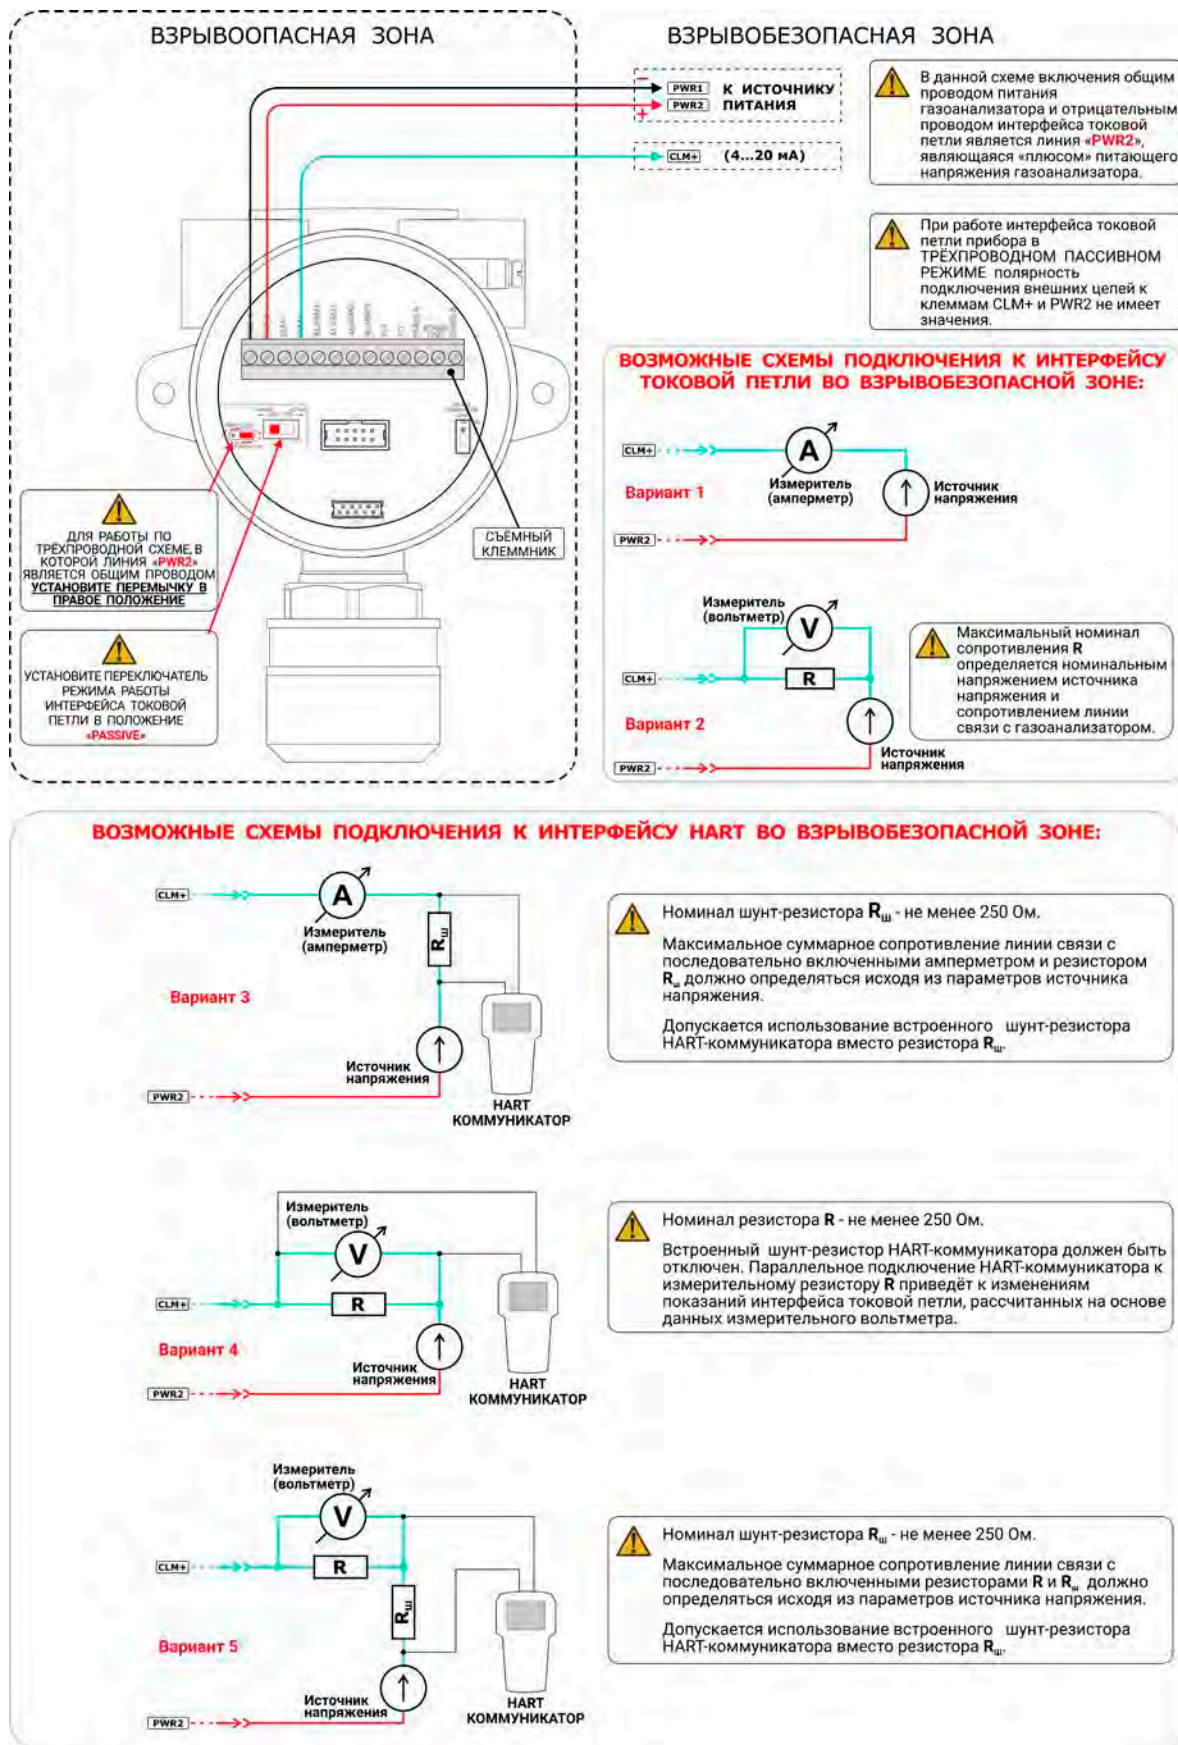 ВЗРЫВООПАСНАЯ ЗОНА
ВЗРЫВОБЕЗОПАСНАЯ ЗОНА
−
PWR1 К ИСТОЧНИКУ
PWR2 ПИТАНИЯ
+
CLM+ (4...20 мА)
В данной схеме включения общим
проводом питания
газоанализатора и отрицательным
проводом интерфейса токовой
петли является линия «PWR2»,
являющаяся «плюсом» питающего
напряжения газоанализатора.
При работе интерфейса токовой
петли прибора в
ТРЁХПРОВОДНОМ ПАССИВНОМ
РЕЖИМЕ полярность
подключения внешних цепей к
клеммам CLM+ и PWR2 не имеет
значения.
СЪЁМНЫЙ
КЛЕММНИК
ДЛЯ РАБОТЫ ПО
ТРЁХПРОВОДНОЙ СХЕМЕ, В
КОТОРОЙ ЛИНИЯ «PWR2»
ЯВЛЯЕТСЯ ОБЩИМ ПРОВОДОМ
УСТАНОВИТЕ ПЕРЕМЫЧКУ В
ПРАВОЕ ПОЛОЖЕНИЕ
УСТАНОВИТЕ ПЕРЕКЛЮЧАТЕЛЬ
РЕЖИМА РАБОТЫ
ИНТЕРФЕЙСА ТОКОВОЙ
ПЕТЛИ В ПОЛОЖЕНИЕ
«PASSIVE»
ВОЗМОЖНЫЕ СХЕМЫ ПОДКЛЮЧЕНИЯ К ИНТЕРФЕЙСУ
ТОКОВОЙ ПЕТЛИ ВО ВЗРЫВОБЕЗОПАСНОЙ ЗОНЕ:
CLM+
A
Измеритель
(амперметр)
Источник
напряжения
Вариант 1
PWR2
Измеритель
(вольтметр)
V
CLM+
R
Вариант 2
Источник
напряжения
PWR2
Максимальный номинал
сопротивления R
определяется номинальным
напряжением источника
напряжения и
сопротивлением линии
связи с газоанализатором.
ВОЗМОЖНЫЕ СХЕМЫ ПОДКЛЮЧЕНИЯ К ИНТЕРФЕЙСУ HART ВО ВЗРЫВОБЕЗОПАСНОЙ ЗОНЕ:
CLM+
A
Измеритель
(амперметр)
Rш
Вариант 3
Источник
напряжения
PWR2
HART
КОММУНИКАТОР
Номинал шунт-резистора Rш - не менее 250 Ом.
Максимальное суммарное сопротивление линии связи с
последовательно включенными амперметром и резистором
Rш должно определяться исходя из параметров источника
напряжения.
Допускается использование встроенного шунт-резистора
HART-коммуникатора вместо резистора Rш.
Измеритель
(вольтметр)
V
CLM+
R
Вариант 4
Источник
напряжения
PWR2
HART
КОММУНИКАТОР
Номинал резистора R - не менее 250 Ом.
Встроенный шунт-резистор HART-коммуникатора должен быть
отключен. Параллельное подключение HART-коммуникатора к
измерительному резистору R приведёт к изменениям
показаний интерфейса токовой петли, рассчитанных на основе
данных измерительного вольтметра.
Измеритель
(вольтметр)
V
CLM+
R
Rш
Вариант 5
Источник
напряжения
PWR2
HART
КОММУНИКАТОР
Номинал шунт-резистора Rш - не менее 250 Ом.
Максимальное суммарное сопротивление линии связи с
последовательно включенными резисторами R и Rш должно
определяться исходя из параметров источника напряжения.
Допускается использование встроенного шунт-резистора
HART-коммуникатора вместо резистора Rш.